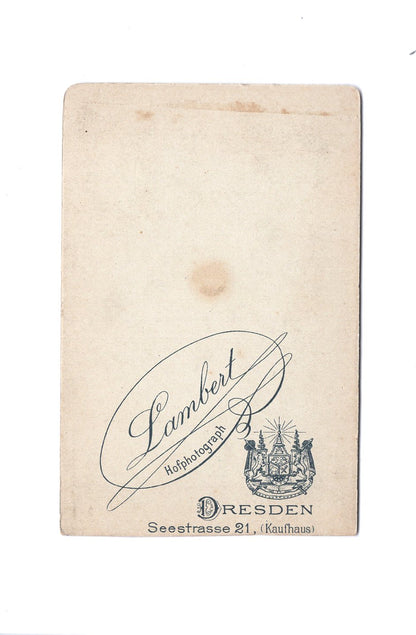 Lambert
Hofphotograph
DRESDEN
Seestrasse 21, (Kaufhaus)